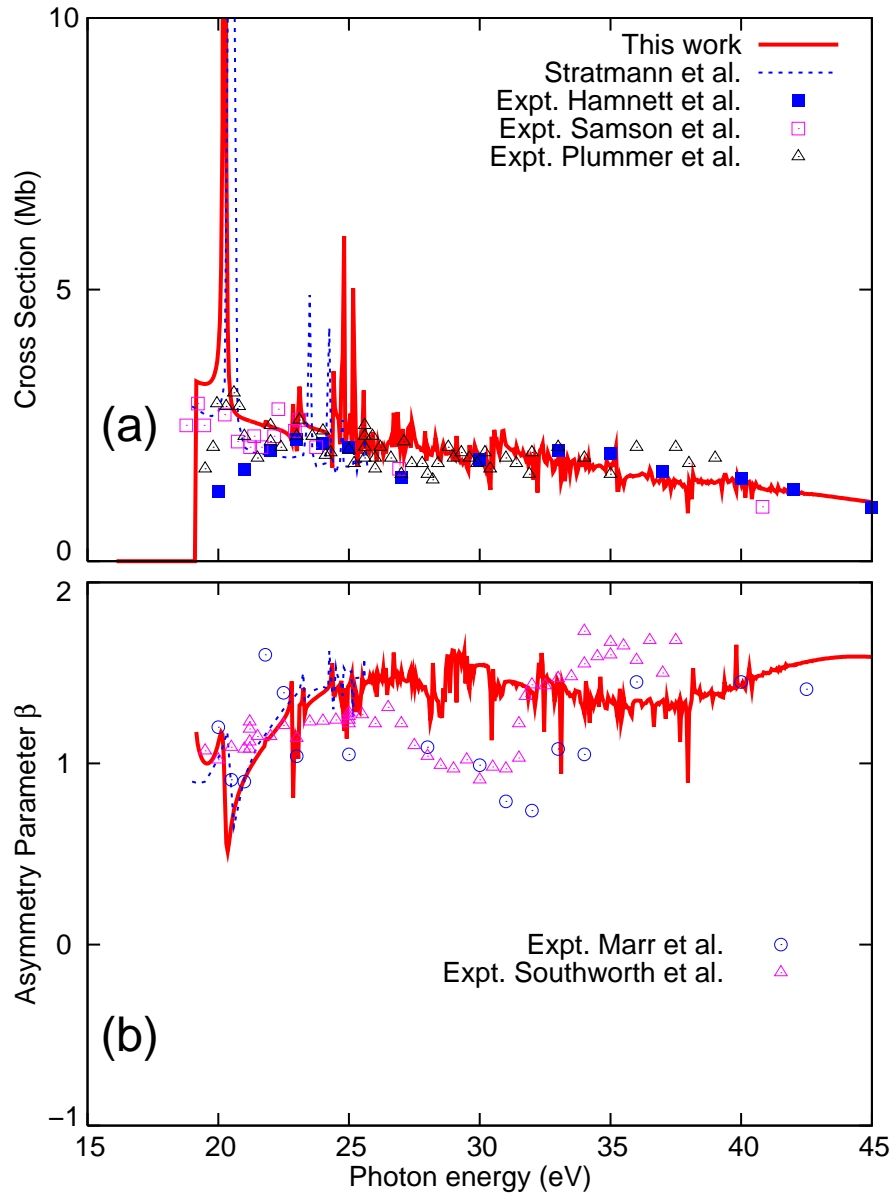 10
This work
Stratmann et al.
Expt. Hamnett et al.
Expt. Samson et al.
Expt. Plummer et al.
Cross Section (Mb)
5
(a)
0
2
1
Asymmetry Parameter β
0
Expt. Marr et al.
Expt. Southworth et al.
(b)
−1
15 20 25 30 35 40 45
Photon energy (eV)